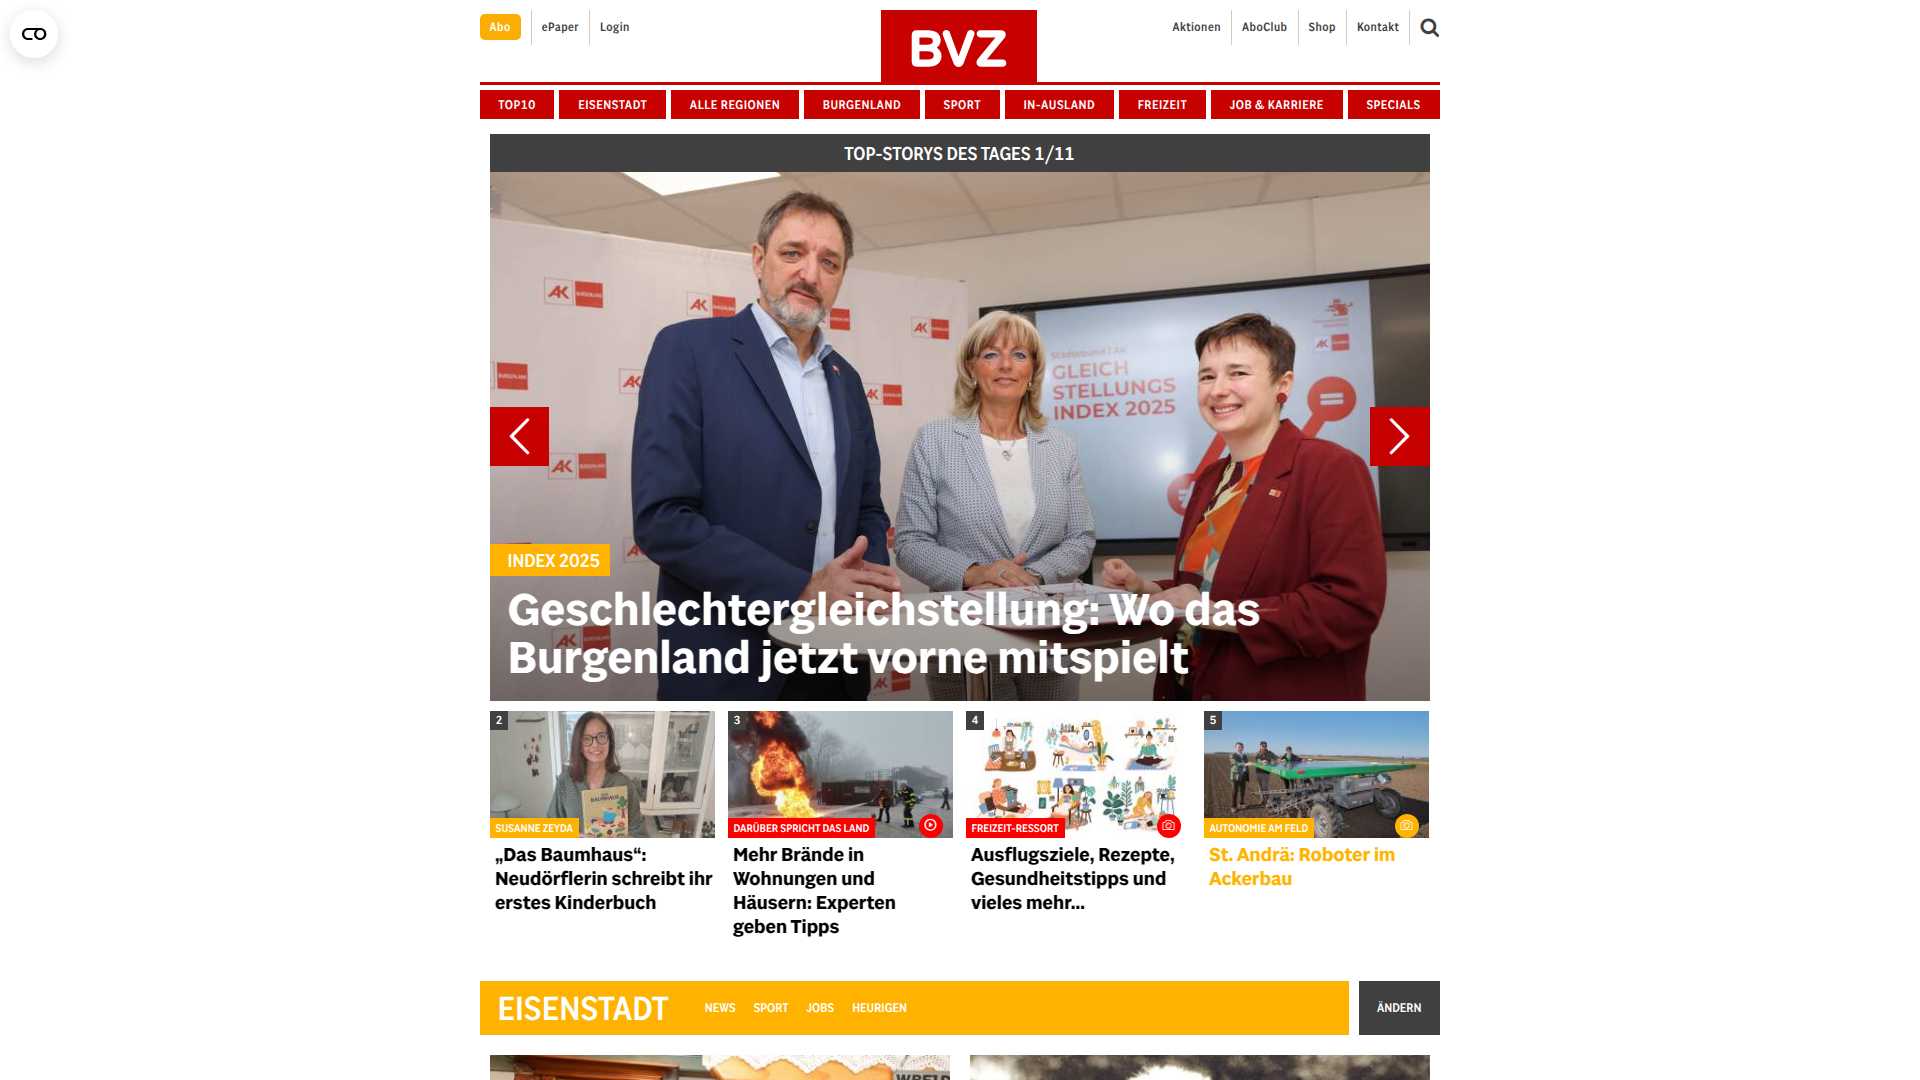 Abo
ePaper
Login
BVZ
Aktionen
AboClub
Shop
Kontakt
TOP10
EISENSTADT
ALLE REGIONEN
BURGENLAND
SPORT
IN-AUSLAND
FREIZEIT
JOB & KARRIERE
SPECIALS
TOP-STORYS DES TAGES 1/11
AK BURGENLAND
GLEICH
STELLUNGS
INDEX 2025
INDEX 2025
Geschlechtergleichstellung: Wo das
Burgenland jetzt vorne mitspielt
2
SUSANNE ZEYDA
„Das Baumhaus“:
Neudörflerin schreibt ihr
erstes Kinderbuch
3
DARÜBER SPRICHT DAS LAND
Mehr Brände in
Wohnungen und
Häusern: Experten
geben Tipps
4
FREIZEIT-RESSORT
Ausflugsziele, Rezepte,
Gesundheitstipps und
vieles mehr...
5
AUTONOMIE AM FELD
St. Andrä: Roboter im
Ackerbau
EISENSTADT
NEWS
SPORT
JOBS
HEURIGEN
ÄNDERN